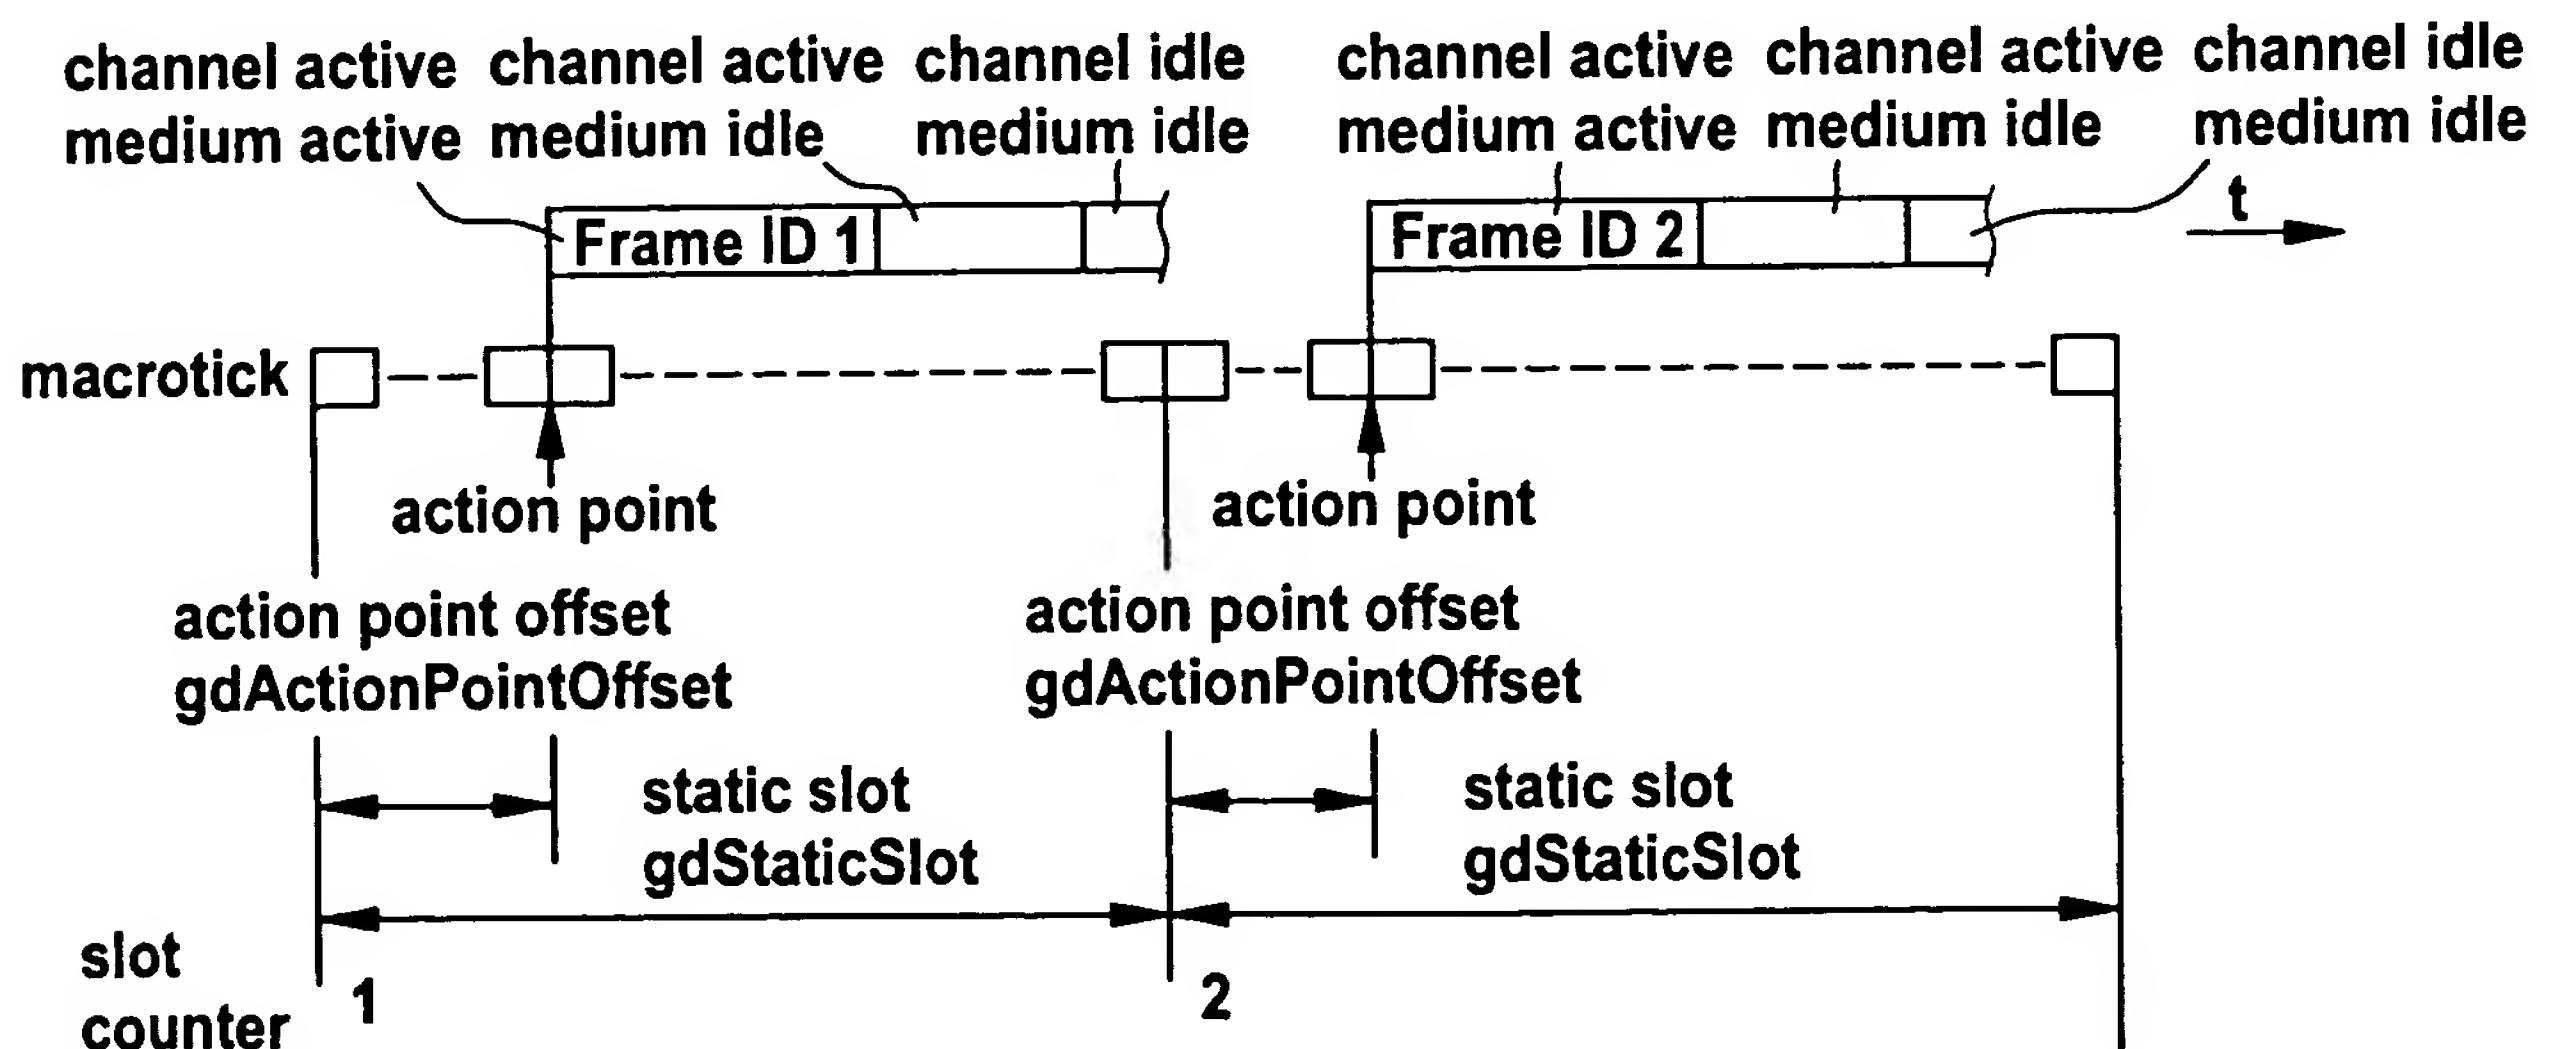 channel active channel active channel idle channel active channel active channel idle
medium active medium idle medium idle medium active medium idle medium idle
t
Frame ID 1 Frame ID 2
macrotick
action point action point
action point offset action point offset
gdActionPointOffset gdActionPointOffset
static slot static slot
gdStaticSlot gdStaticSlot
slot
counter 1 2